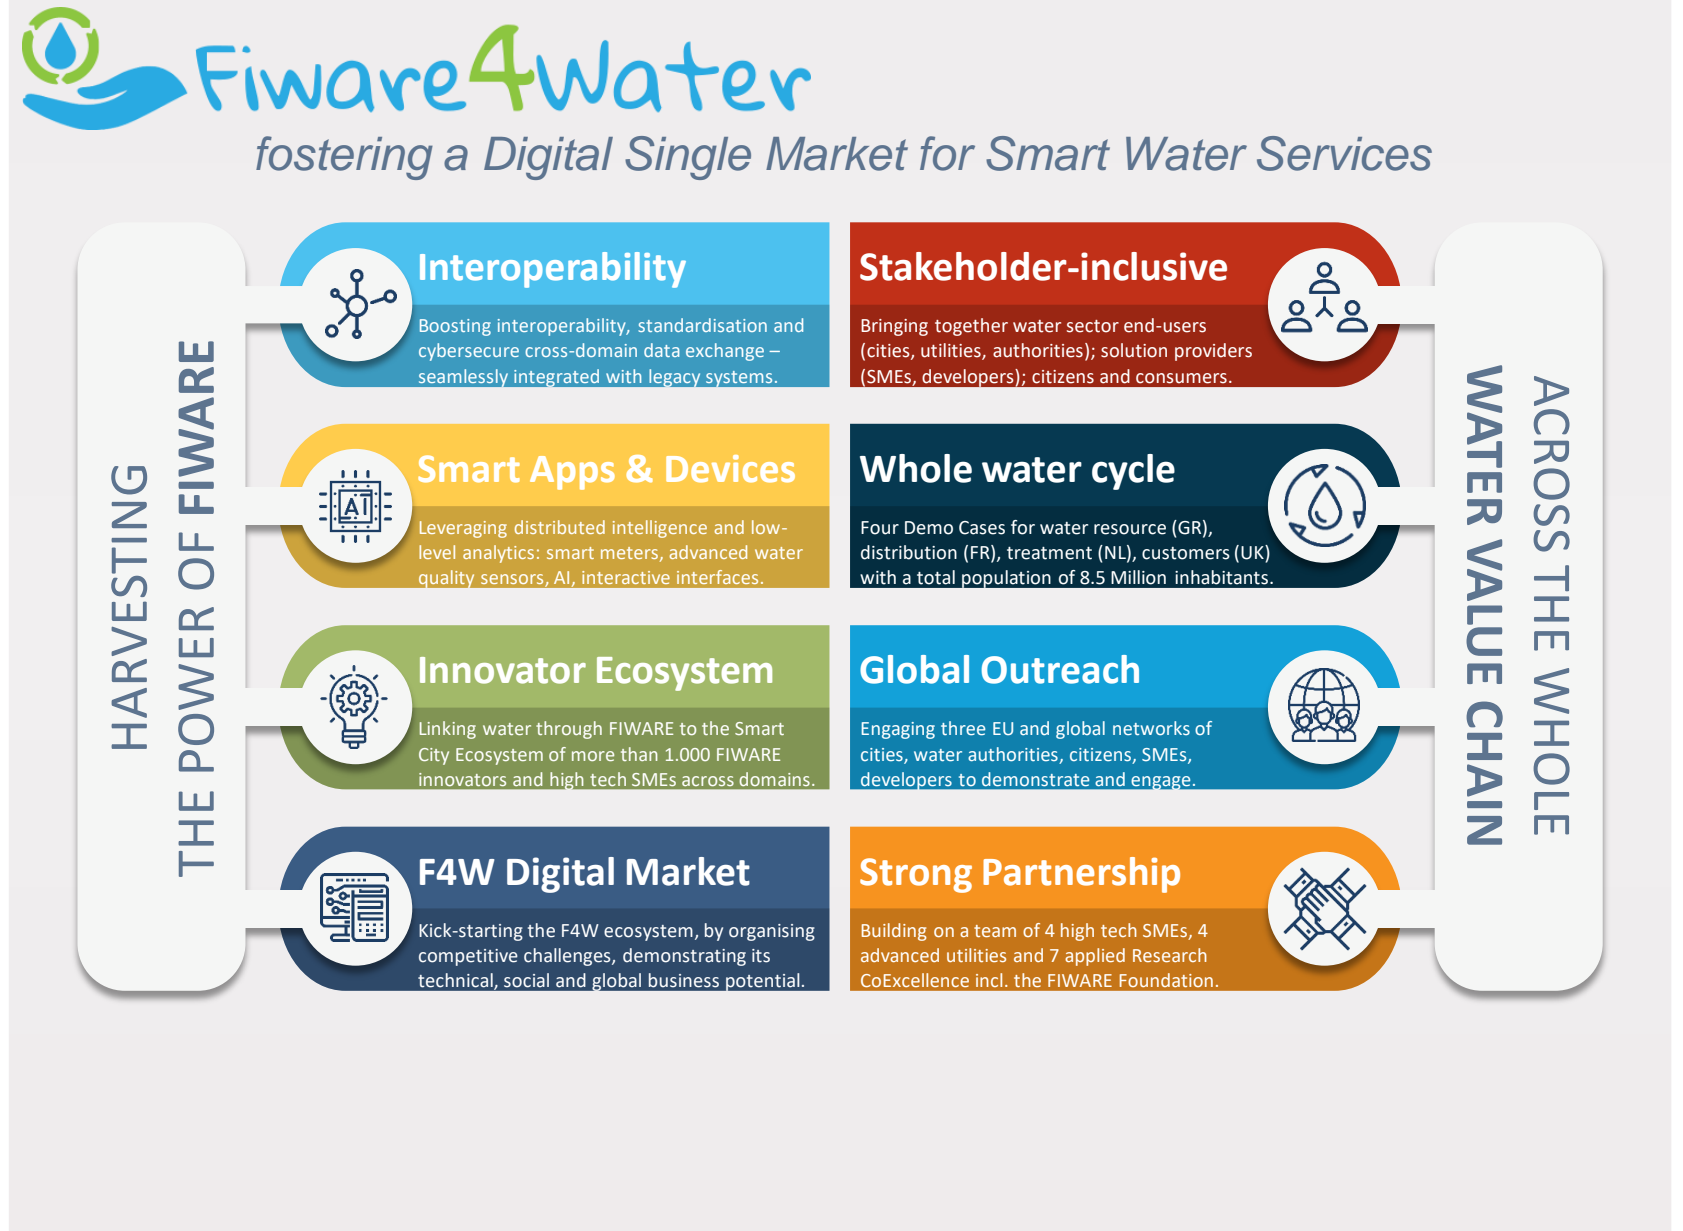 Fiware4Water
fostering a Digital Single Market for Smart Water Services
HARVESTING
THE POWER OF FIWARE
Interoperability
Boosting interoperability, standardisation and
cybersecure cross-domain data exchange –
seamlessly integrated with legacy systems.
Smart Apps & Devices
AI
Leveraging distributed intelligence and low-
level analytics: smart meters, advanced water
quality sensors, AI, interactive interfaces.
Innovator Ecosystem
Linking water through FIWARE to the Smart
City Ecosystem of more than 1.000 FIWARE
innovators and high tech SMEs across domains.
F4W Digital Market
Kick-starting the F4W ecosystem, by organising
competitive challenges, demonstrating its
technical, social and global business potential.
Stakeholder-inclusive
Bringing together water sector end-users
(cities, utilities, authorities); solution providers
(SMEs, developers); citizens and consumers.
Whole water cycle
Four Demo Cases for water resource (GR),
distribution (FR), treatment (NL), customers (UK)
with a total population of 8.5 Million inhabitants.
Global Outreach
Engaging three EU and global networks of
cities, water authorities, citizens, SMEs,
developers to demonstrate and engage.
Strong Partnership
Building on a team of 4 high tech SMEs, 4
advanced utilities and 7 applied Research
CoExcellence incl. the FIWARE Foundation.
ACROSS THE WHOLE
WATER VALUE CHAIN